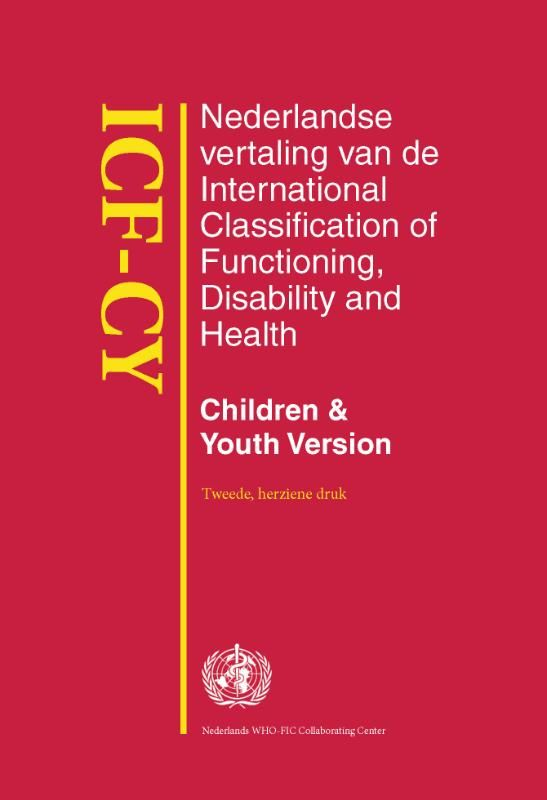 ICF-CY
Nederlandse
vertaling van de
International
Classification of
Functioning,
Disability and
Health
Children &
Youth Version
Tweede, herziene druk
Nederlands WHO-FIC Collaborating Center